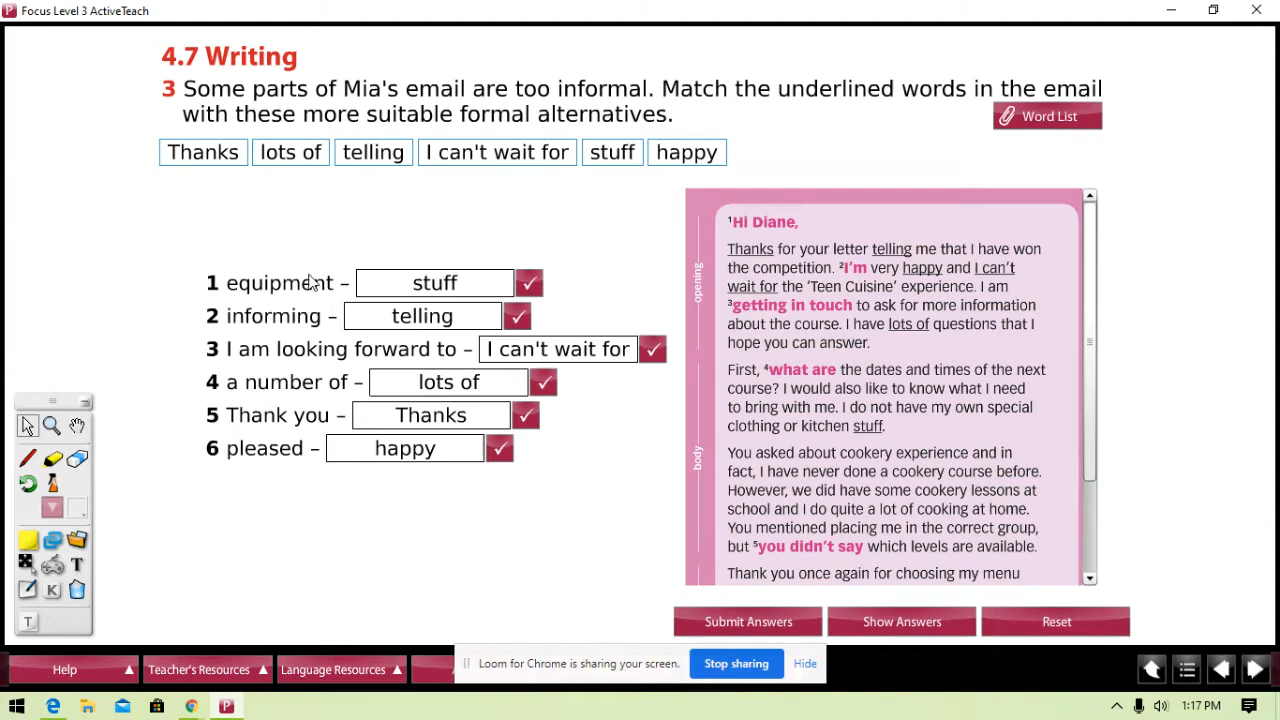 Focus Level 3 ActiveTeach
4.7 Writing
3 Some parts of Mia's email are too informal. Match the underlined words in the email
with these more suitable formal alternatives.
Word List
Thanks lots of telling I can't wait for stuff happy
1 equipment – stuff
2 informing – telling
3 I am looking forward to – I can't wait for
4 a number of – lots of
5 Thank you – Thanks
6 pleased – happy
opening
1Hi Diane,
Thanks for your letter telling me that I have won
the competition. 2I'm very happy and I can't
wait for the 'Teen Cuisine' experience. I am
3getting in touch to ask for more information
about the course. I have lots of questions that I
hope you can answer.
body
First, 4what are the dates and times of the next
course? I would also like to know what I need
to bring with me. I do not have my own special
clothing or kitchen stuff.
You asked about cookery experience and in
fact, I have never done a cookery course before.
However, we did have some cookery lessons at
school and I do quite a lot of cooking at home.
You mentioned placing me in the correct group,
but 5you didn't say which levels are available.
Thank you once again for choosing my menu
Submit Answers Show Answers Reset
T
K
T
Help Teacher's Resources Language Resources
Loom for Chrome is sharing your screen. Stop sharing Hide
1:17 PM